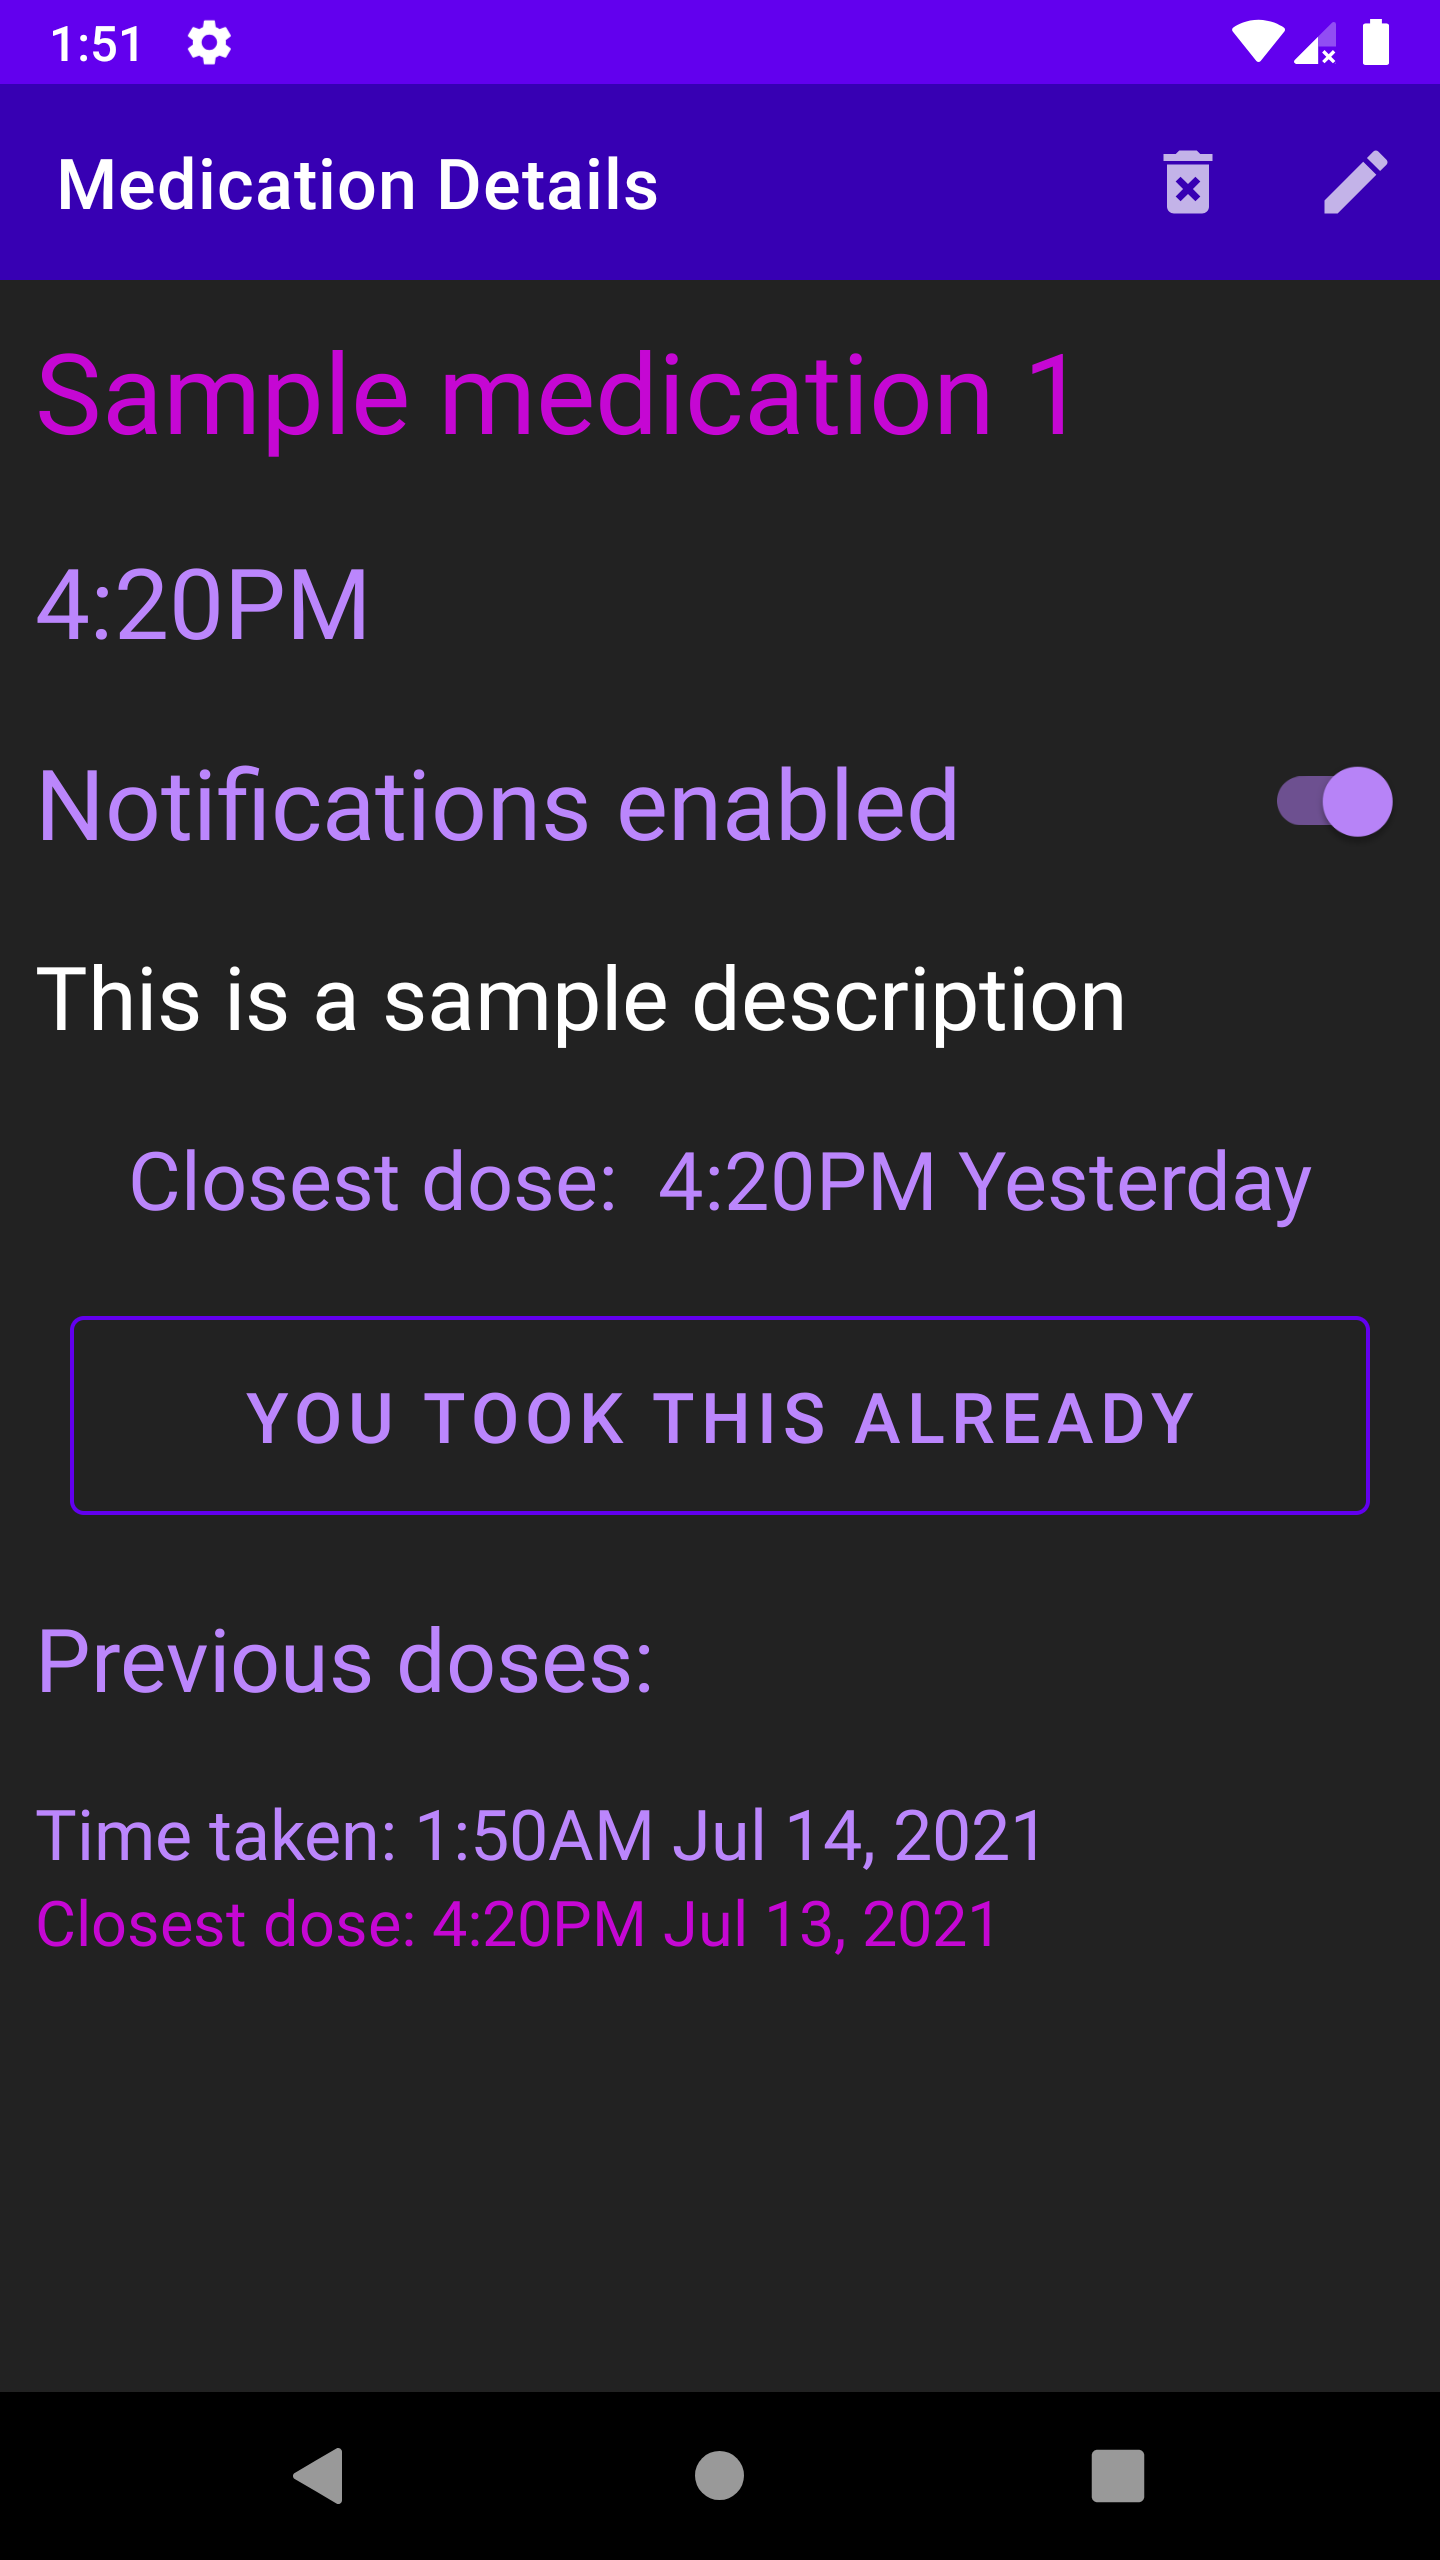 1:51
Medication Details
Sample medication 1
4:20PM
Notifications enabled
This is a sample description
Closest dose:  4:20PM Yesterday
YOU TOOK THIS ALREADY
Previous doses:
Time taken: 1:50AM Jul 14, 2021
Closest dose: 4:20PM Jul 13, 2021